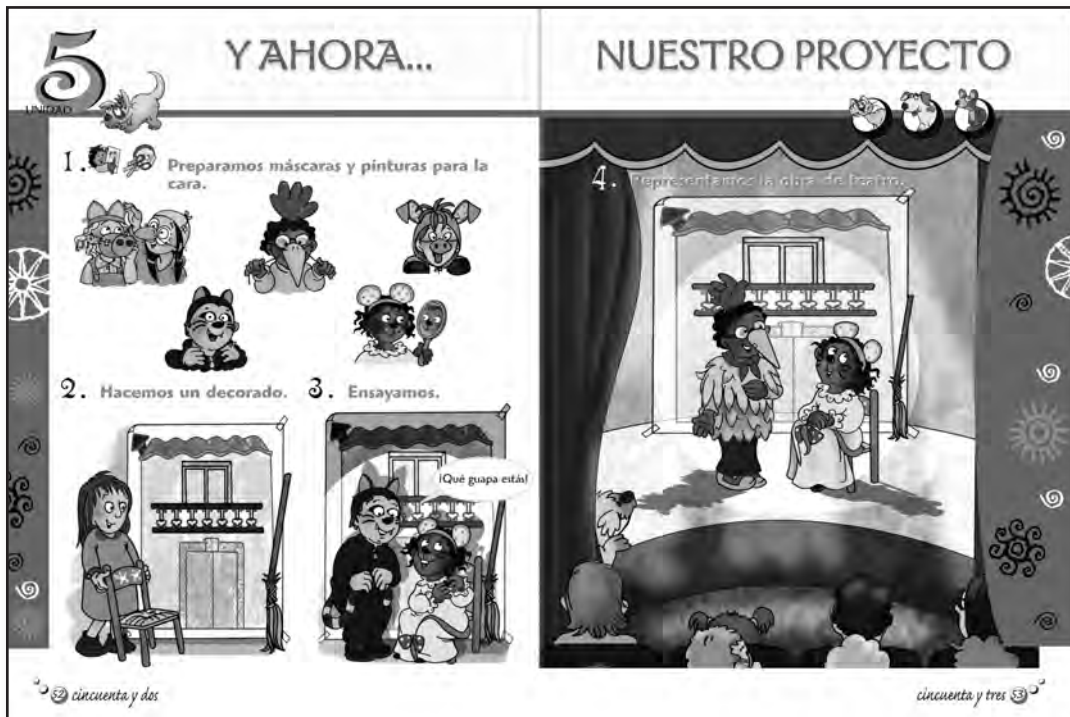 5
UNIDAD
Y AHORA...
NUESTRO PROYECTO
1. Preparamos máscaras y pinturas para la
cara.
2. Hacemos un decorado.
3. Ensayamos.
¡Qué guapa estás!
4. Representamos la obra de teatro.
52 cincuenta y dos
cincuenta y tres 53